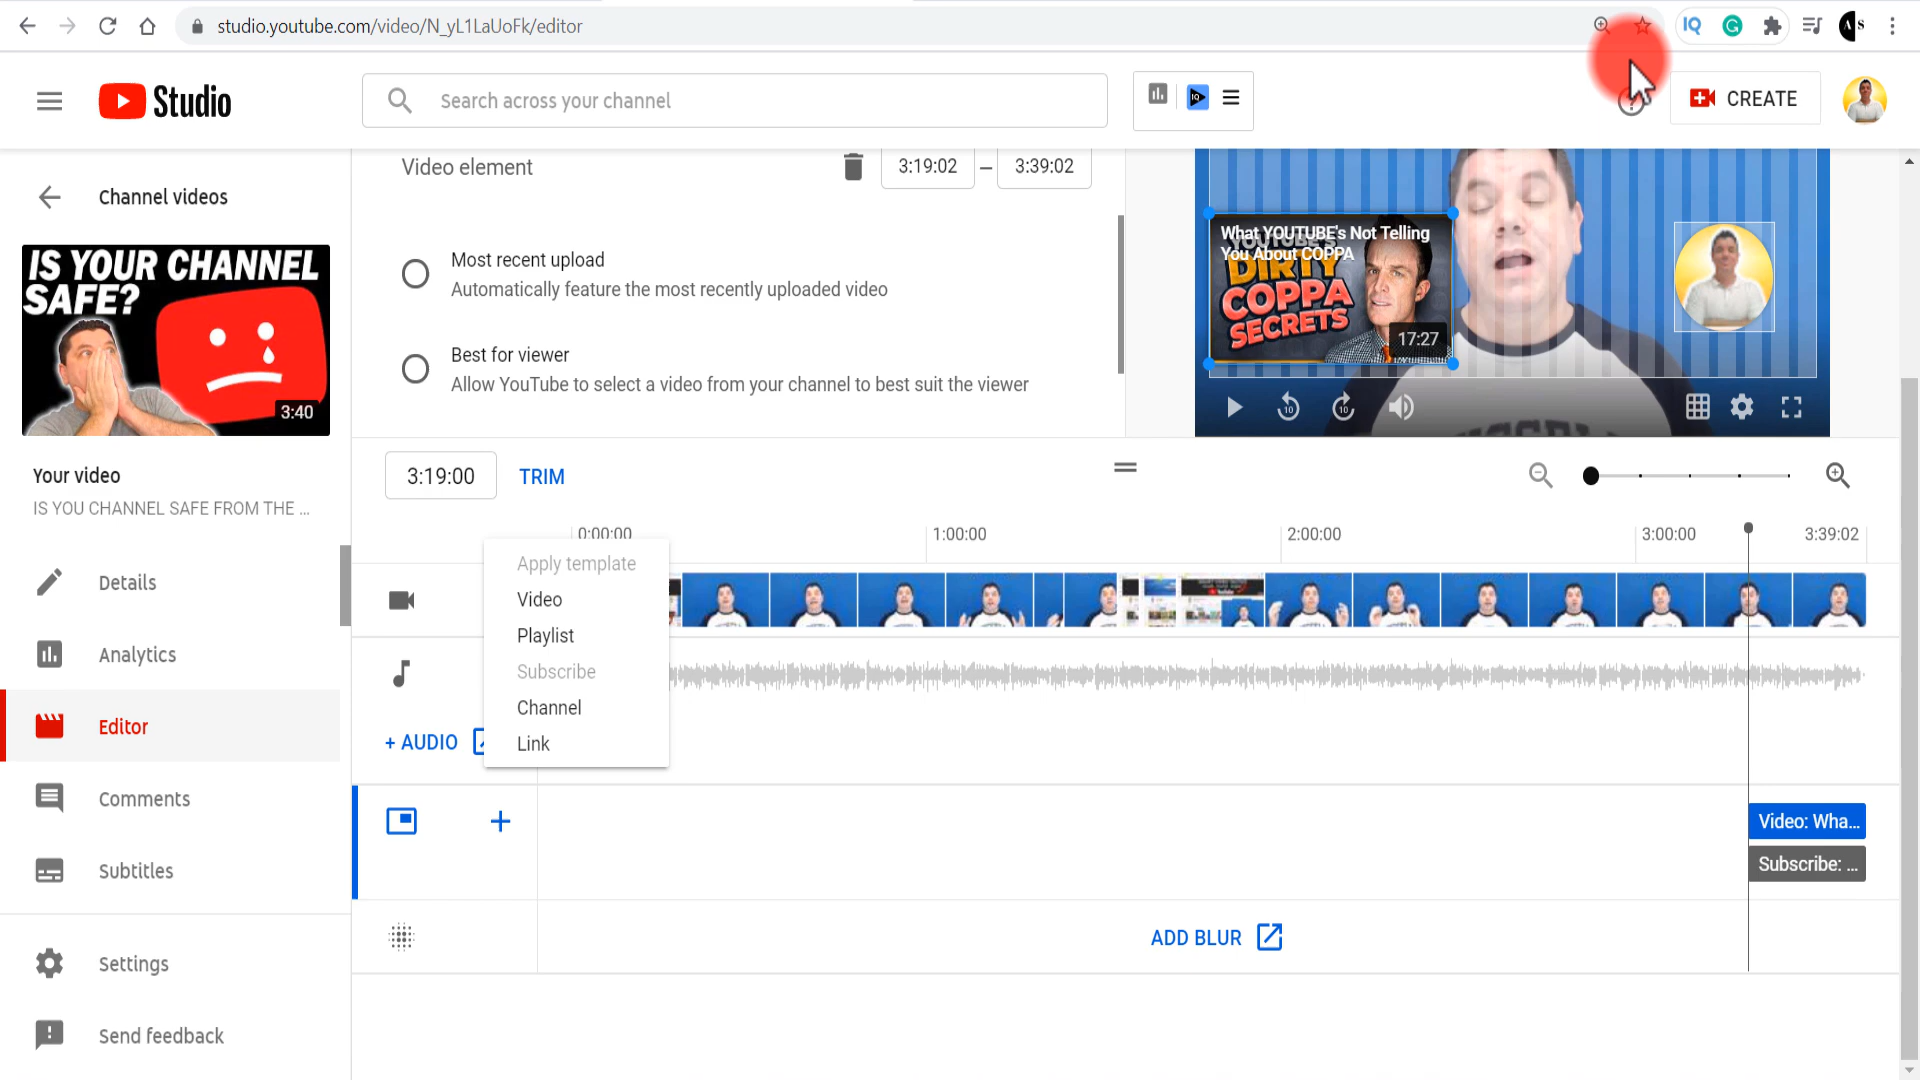 studio.youtube.com/video/N_yL1LaUoFk/editor
Studio
Search across your channel
IQ
CREATE
Channel videos
IS YOUR CHANNEL
SAFE?
3:40
Your video
IS YOU CHANNEL SAFE FROM THE ...
Details
Analytics
Editor
Comments
Subtitles
Settings
Send feedback
Video element
3:19:02 – 3:39:02
Most recent upload
Automatically feature the most recently uploaded video
Best for viewer
Allow YouTube to select a video from your channel to best suit the viewer
What YOUTUBE's Not Telling
You About COPPA
YOUTUBE'S
DIRTY
COPPA
SECRETS
17:27
10
10
3:19:00
TRIM
0:00:00
1:00:00
2:00:00
3:00:00
3:39:02
Apply template
Video
Playlist
Subscribe
Channel
Link
+ AUDIO
Video: Wha...
Subscribe: ...
ADD BLUR